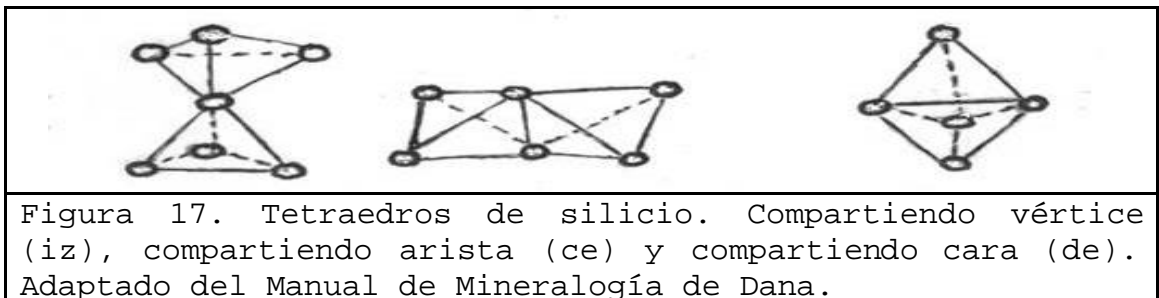 Figura 17. Tetraedros de silicio. Compartiendo vértice
(iz), compartiendo arista (ce) y compartiendo cara (de).
Adaptado del Manual de Mineralogía de Dana.